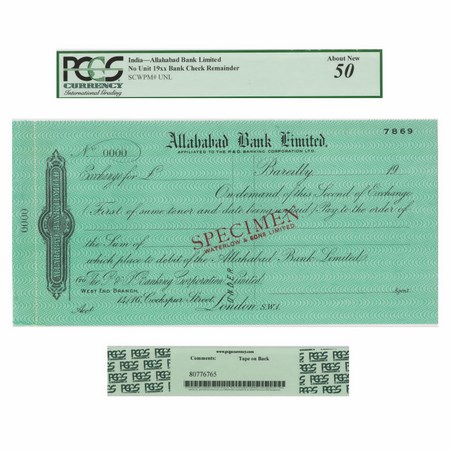 PCGS
CURRENCY
International Grading
India—Allahabad Bank Limited
No Unit 19xx Bank Check Remainder
SCWPM# UNL
About New
50
7869
Allahabad Bank Limited,
AFFILIATED TO THE P.& O. BANKING CORPORATION LTD.
No 0000
0000
Bareilly 19
Exchange for £
On demand of this Second of Exchange
(First of same tenor and date being unpaid) Pay to the order of
SPECIMEN
WATERLOW & SONS LIMITED.
the Sum of
which place to debit of the Allahabad Bank Limited
UNDER
To The P. & O. Banking Corporation Limited,
WEST END BRANCH,
14/16, Cockspur Street,
London, S.W.1.
Agent
www.pcgscurrency.com
Comments: Tape on Back
80776765
PCGS